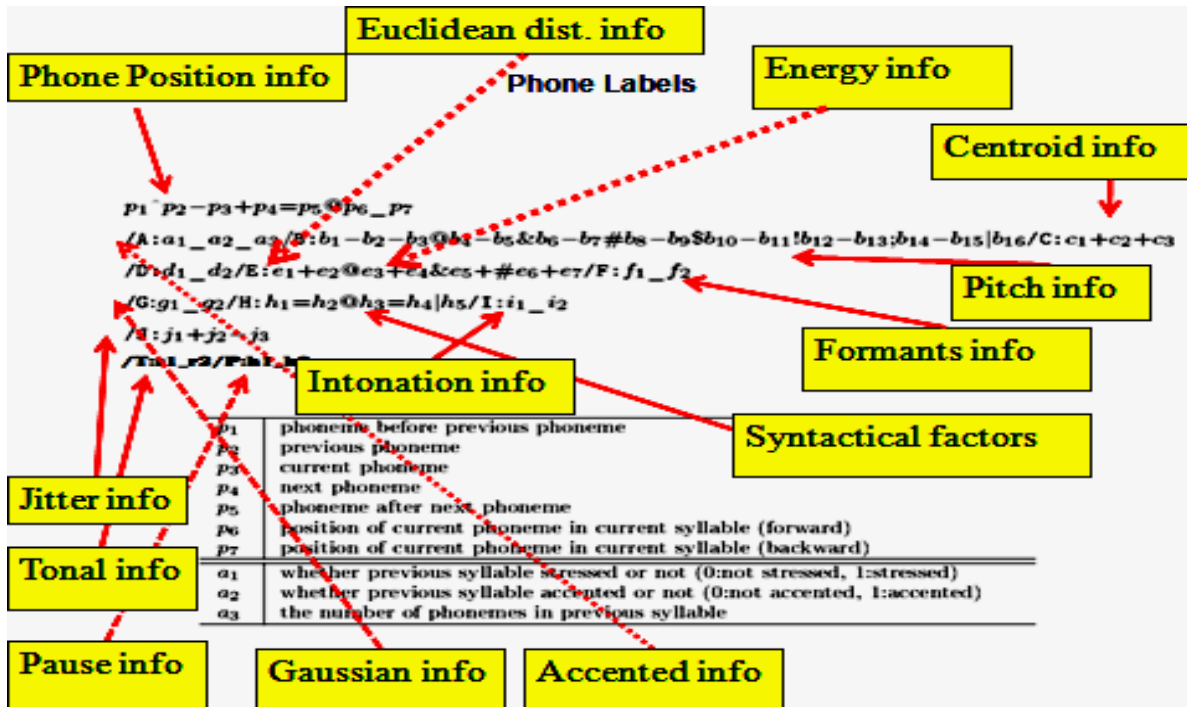 Euclidean dist. info
Phone Position info
Phone Labels
Energy info
Centroid info
p1^p2-p3+p4=p5@p6_p7
/A:a1_a2_a3/B:b1-b2-b3@b4-b5&b6-b7#b8-b9$b10-b11!b12-b13;b14-b15|b16/C:c1+c2+c3
/D:d1_d2/E:e1+e2@e3+e4&e5+#e6+e7/F:f1_f2
Pitch info
/G:g1_g2/H:h1=h2@h3=h4|h5/I:i1_i2
/J:j1+j2-j3
Formants info
Intonation info
Syntactical factors
p1 phoneme before previous phoneme
p2 previous phoneme
p3 current phoneme
p4 next phoneme
p5 phoneme after next phoneme
p6 position of current phoneme in current syllable (forward)
p7 position of current phoneme in current syllable (backward)
Jitter info
Tonal info
a1 whether previous syllable stressed or not (0:not stressed, 1:stressed)
a2 whether previous syllable accented or not (0:not accented, 1:accented)
a3 the number of phonemes in previous syllable
Pause info
Gaussian info
Accented info